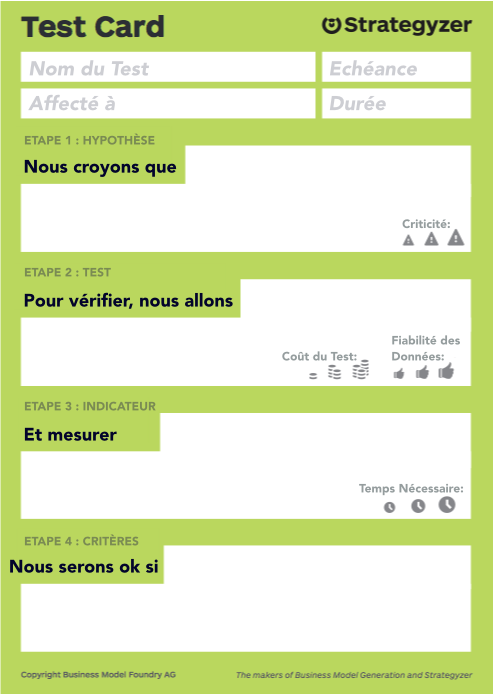 Test Card
Strategyzer
Nom du Test
Echéance
Affecté à
Durée
ETAPE 1 : HYPOTHÈSE
Nous croyons que
Criticité:
ETAPE 2 : TEST
Pour vérifier, nous allons
Coût du Test:
Fiabilité des
Données:
ETAPE 3 : INDICATEUR
Et mesurer
Temps Nécessaire:
ETAPE 4 : CRITÈRES
Nous serons ok si
Copyright Business Model Foundry AG
The makers of Business Model Generation and Strategyzer